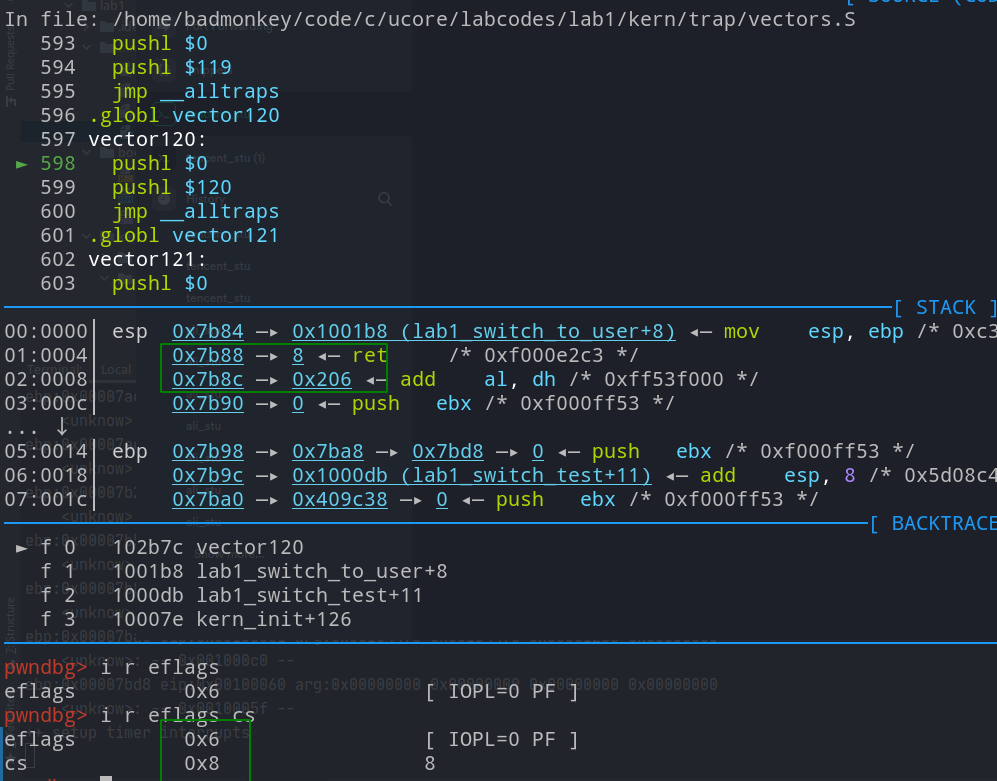 [ SOURCE (COD
In file: /home/badmonkey/code/c/ucore/labcodes/lab1/kern/trap/vectors.S
593 pushl $0
594 pushl $119
595 jmp __alltraps
596 .globl vector120
597 vector120:
► 598 pushl $0
599 pushl $120
600 jmp __alltraps
601 .globl vector121
602 vector121:
603 pushl $0
[ STACK ]
00:0000│ esp 0x7b84 —▸ 0x1001b8 (lab1_switch_to_user+8) ◂— mov esp, ebp /* 0xc3
01:0004│ 0x7b88 —▸ 8 ◂— ret /* 0xf000e2c3 */
02:0008│ 0x7b8c —▸ 0x206 ◂— add al, dh /* 0xff53f000 */
03:000c│ 0x7b90 —▸ 0 ◂— push ebx /* 0xf000ff53 */
... ↓
05:0014│ ebp 0x7b98 —▸ 0x7ba8 —▸ 0x7bd8 —▸ 0 ◂— push ebx /* 0xf000ff53 */
06:0018│ 0x7b9c —▸ 0x1000db (lab1_switch_test+11) ◂— add esp, 8 /* 0x5d08c4
07:001c│ 0x7ba0 —▸ 0x409c38 —▸ 0 ◂— push ebx /* 0xf000ff53 */
[ BACKTRACE
► f 0 102b7c vector120
f 1 1001b8 lab1_switch_to_user+8
f 2 1000db lab1_switch_test+11
f 3 10007e kern_init+126
pwndbg> i r eflags
eflags 0x6 [ IOPL=0 PF ]
pwndbg> i r eflags cs
eflags 0x6 [ IOPL=0 PF ]
cs 0x8 8